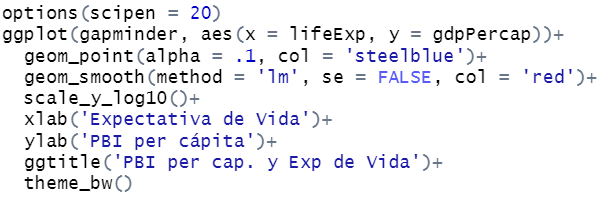 options(scipen = 20)
ggplot(gapminder, aes(x = lifeExp, y = gdpPercap))+
  geom_point(alpha = .1, col = 'steelblue')+
  geom_smooth(method = 'lm', se = FALSE, col = 'red')+
  scale_y_log10()+
  xlab('Expectativa de Vida')+
  ylab('PBI per cápita')+
  ggtitle('PBI per cap. y Exp de Vida')+
  theme_bw()